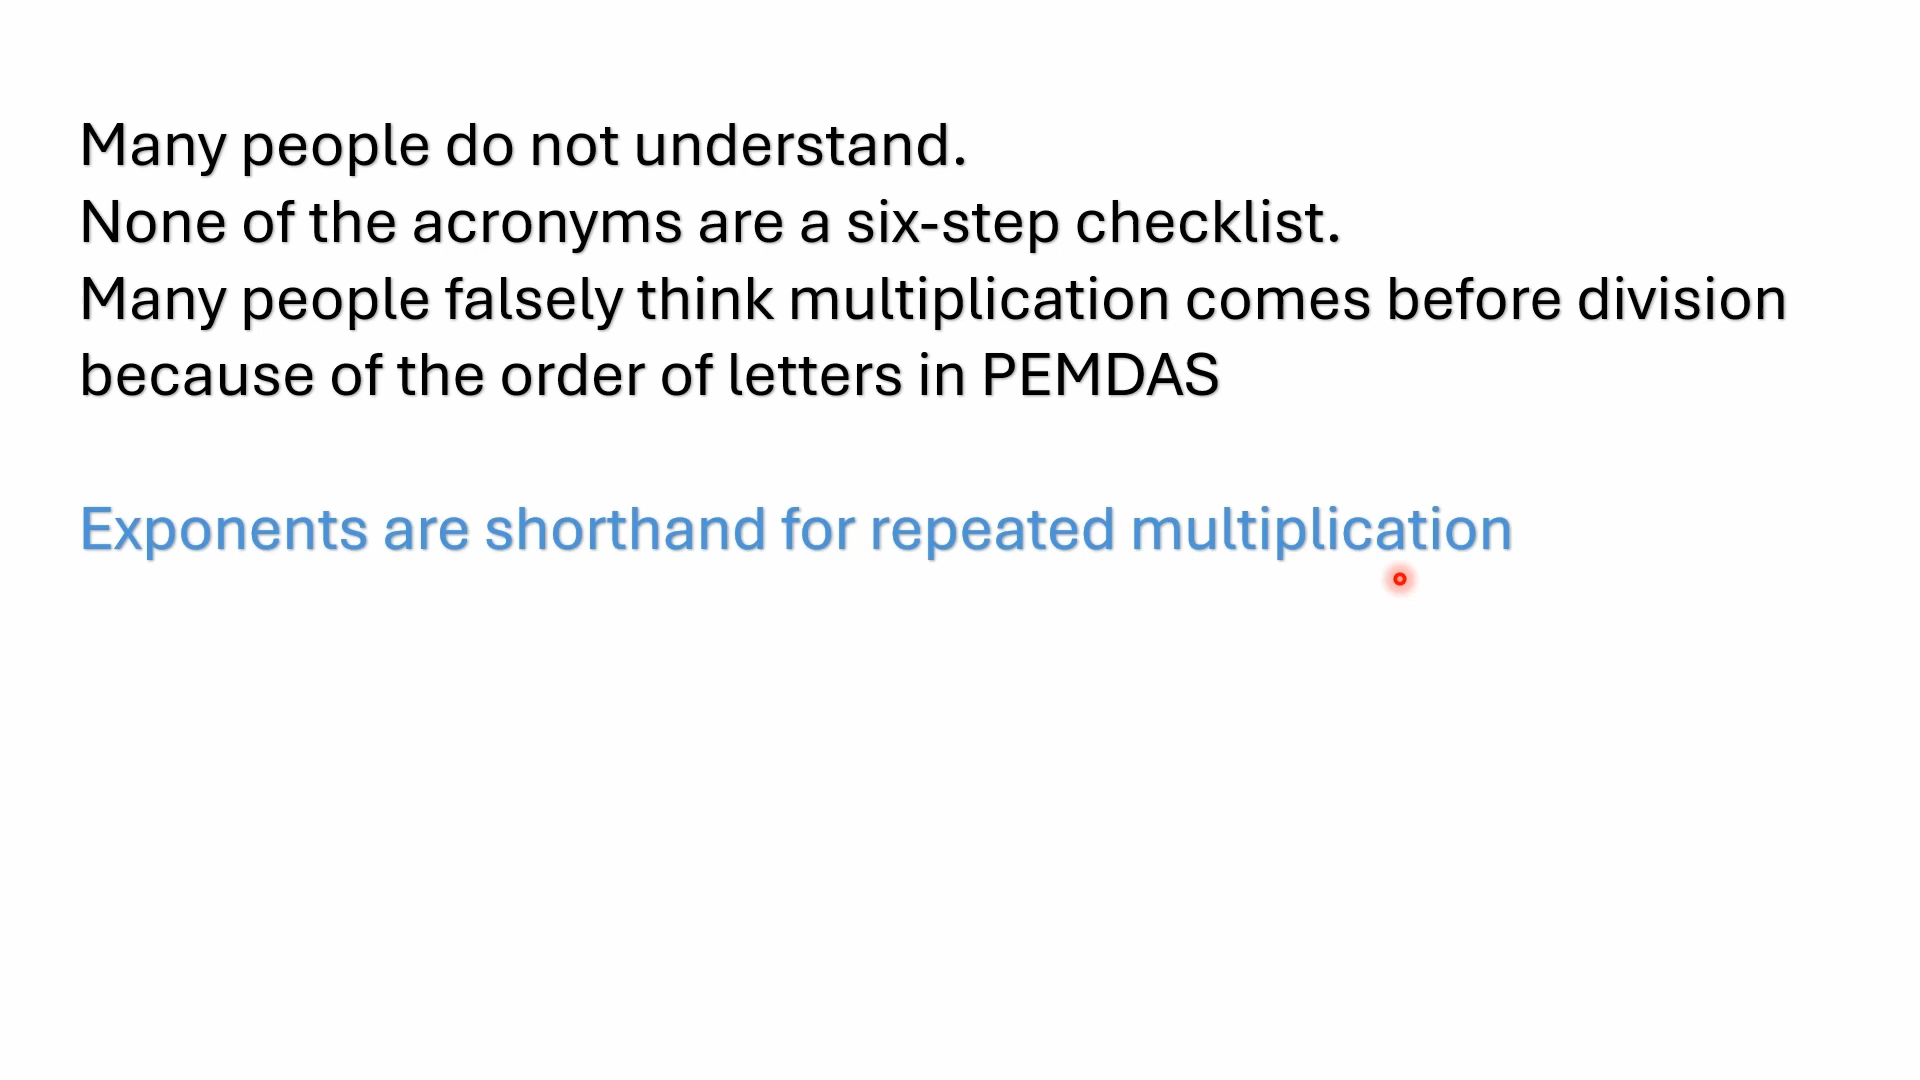 Many people do not understand.
None of the acronyms are a six-step checklist.
Many people falsely think multiplication comes before division
because of the order of letters in PEMDAS
Exponents are shorthand for repeated multiplication